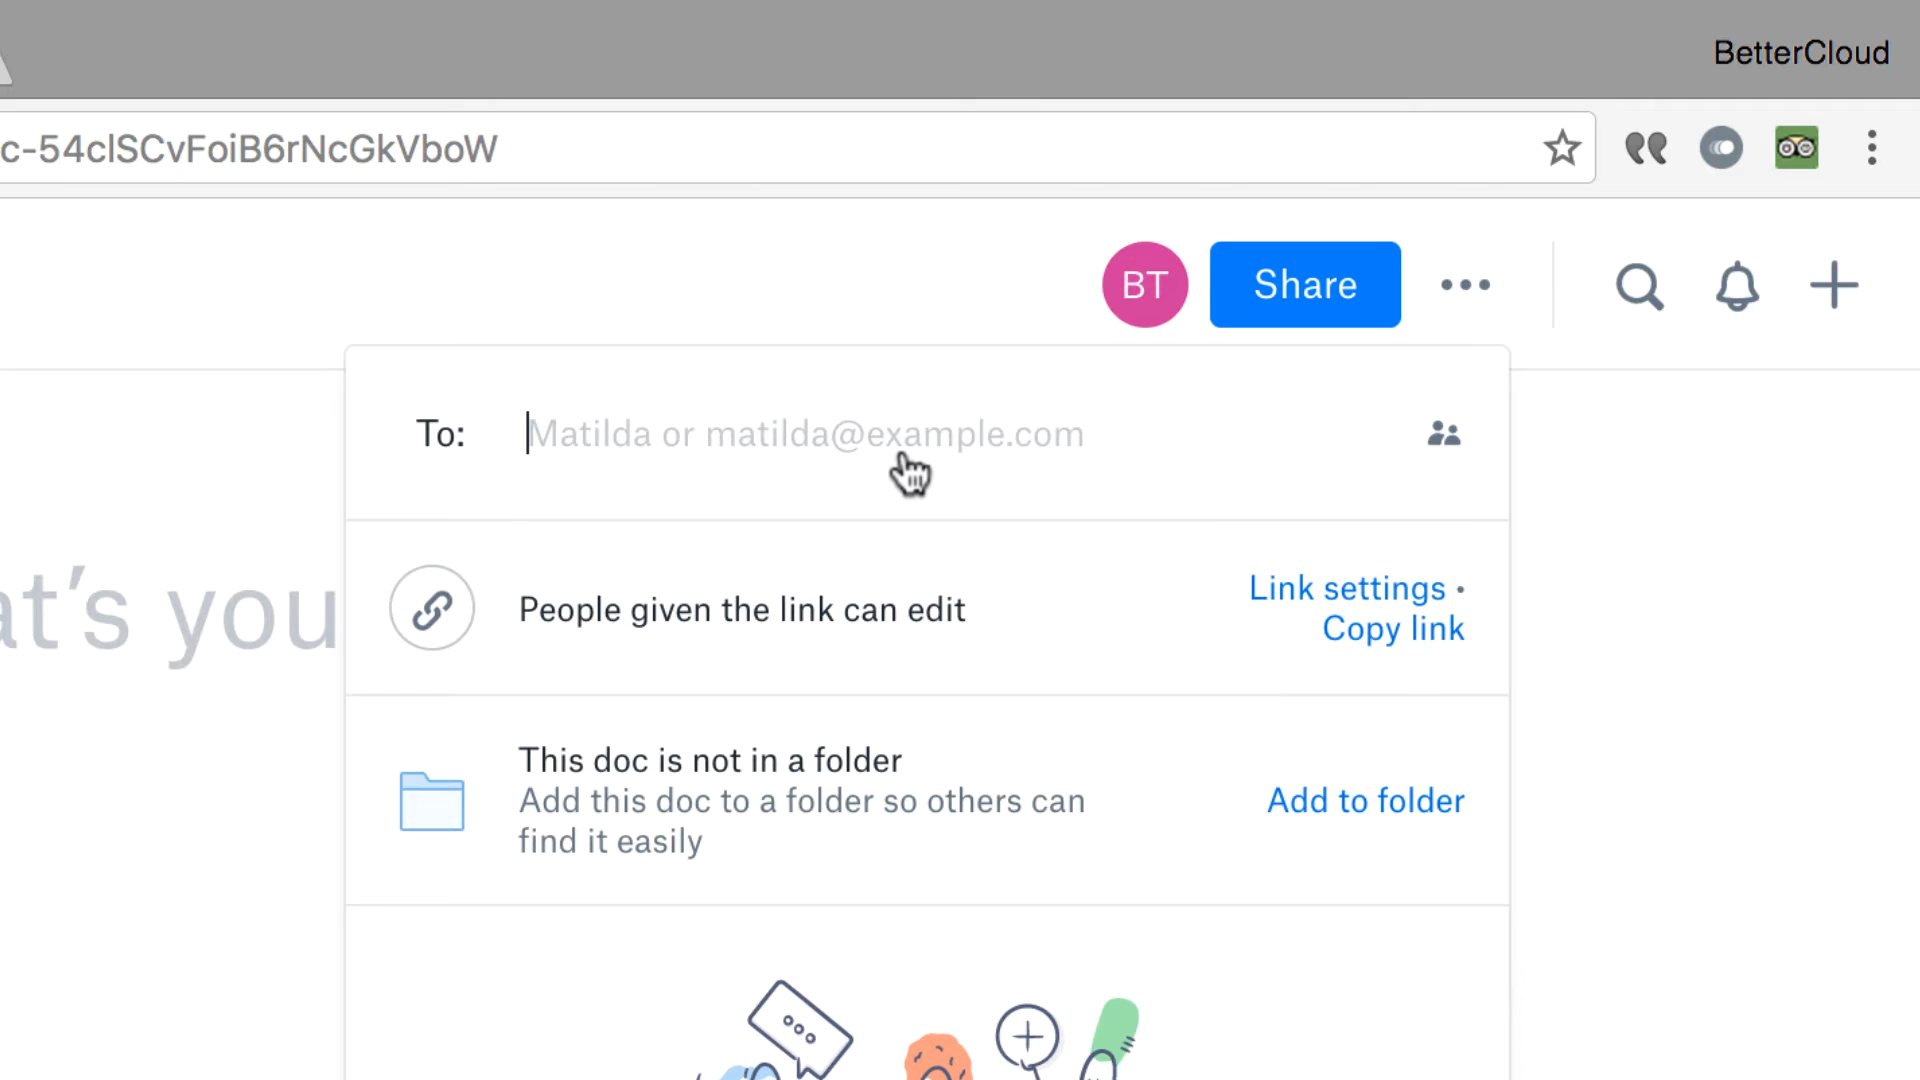 BetterCloud
c-54clSCvFoiB6rNcGkVboW
BT
Share
To: Matilda or matilda@example.com
at's you
People given the link can edit
Link settings •
Copy link
This doc is not in a folder
Add this doc to a folder so others can
find it easily
Add to folder